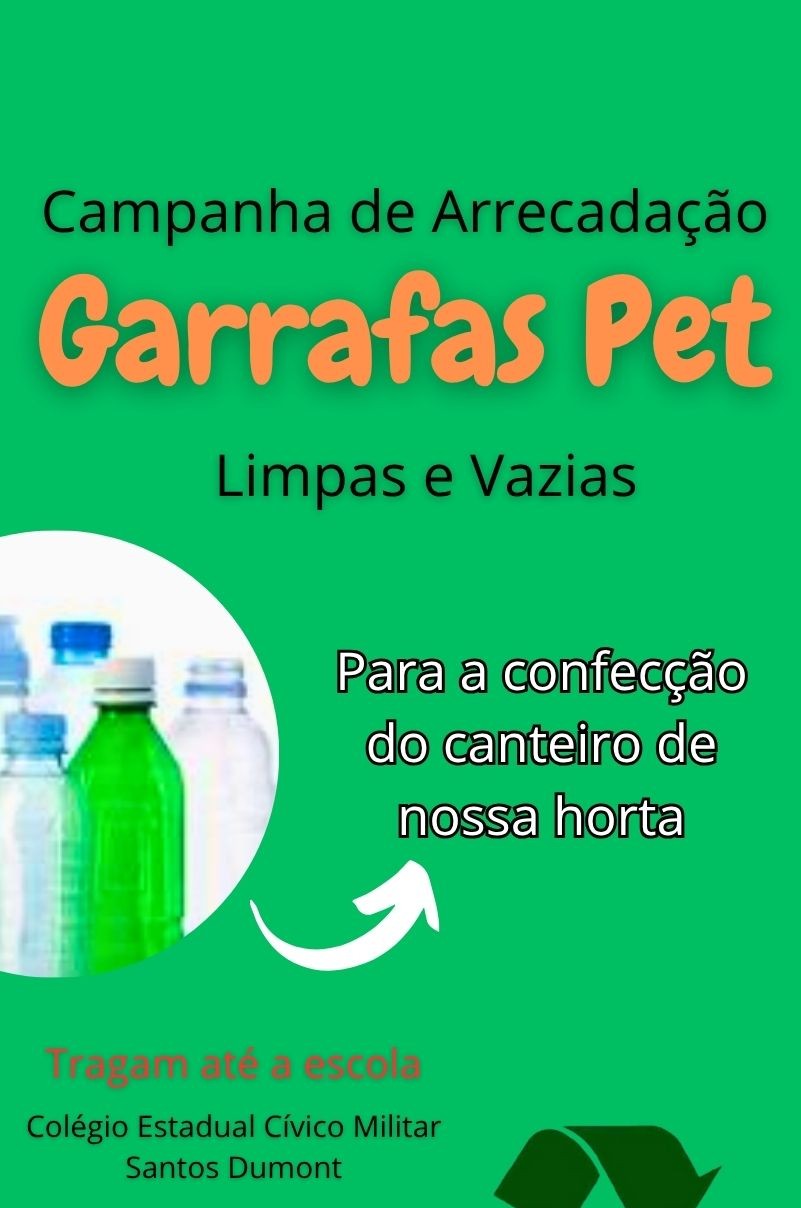 Campanha de Arrecadação
Garrafas Pet
Limpas e Vazias
Para a confecção
do canteiro de
nossa horta
Tragam até a escola
Colégio Estadual Cívico Militar
Santos Dumont